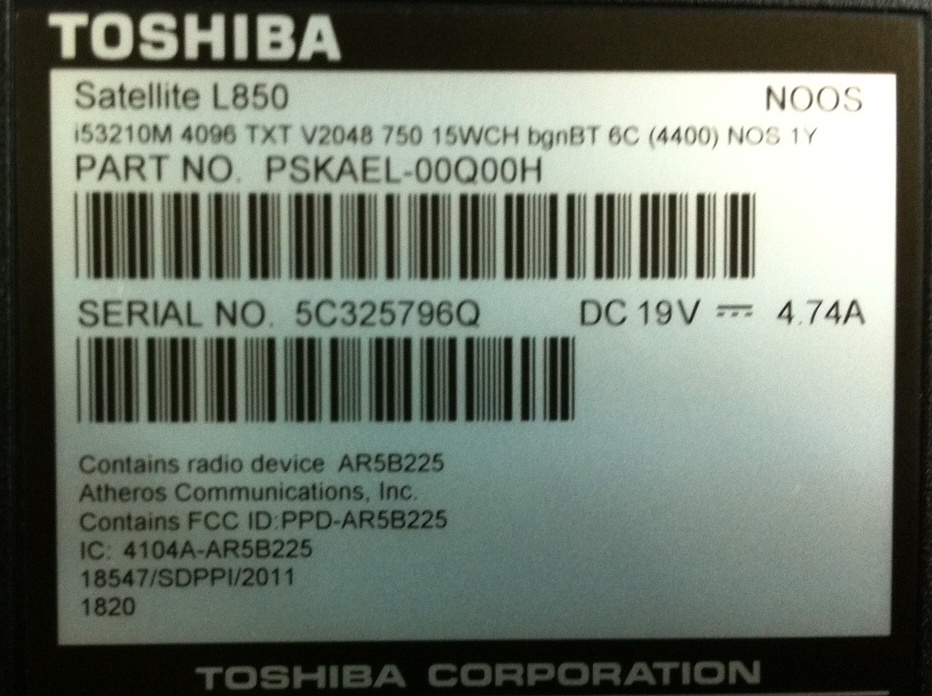 TOSHIBA
Satellite L850 NOOS
i53210M 4096 TXT V2048 750 15WCH bgnBT 6C (4400) NOS 1Y
PART NO. PSKAEL-00Q00H
SERIAL NO. 5C325796Q DC 19V ⎓ 4.74A
Contains radio device AR5B225
Atheros Communications, Inc.
Contains FCC ID:PPD-AR5B225
IC: 4104A-AR5B225
18547/SDPPI/2011
1820
TOSHIBA CORPORATION